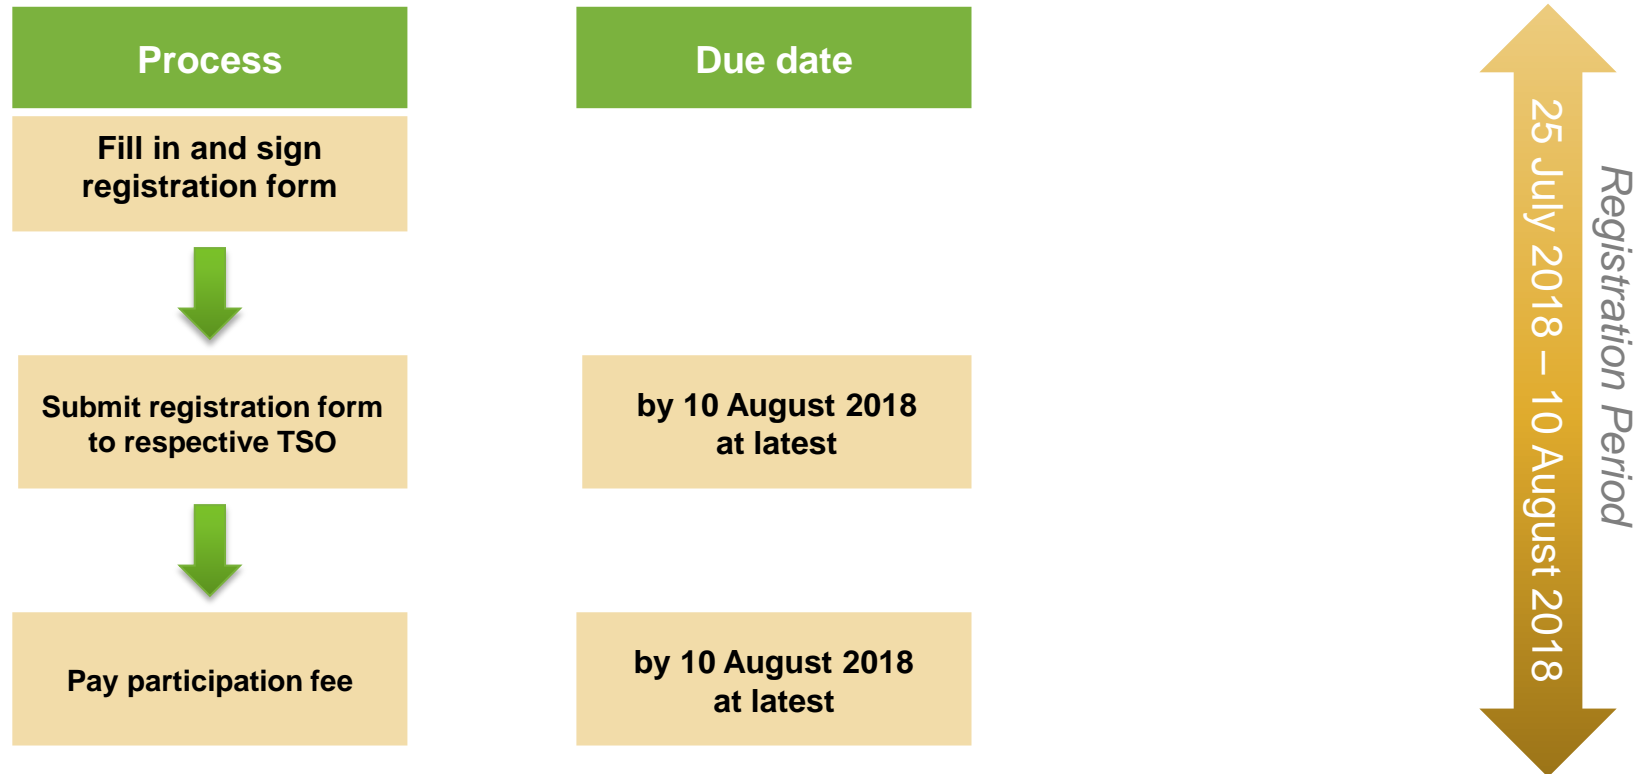 Process
Due date
Fill in and sign
registration form
Submit registration form
to respective TSO
by 10 August 2018
at latest
Pay participation fee
by 10 August 2018
at latest
25 July 2018 – 10 August 2018
Registration Period